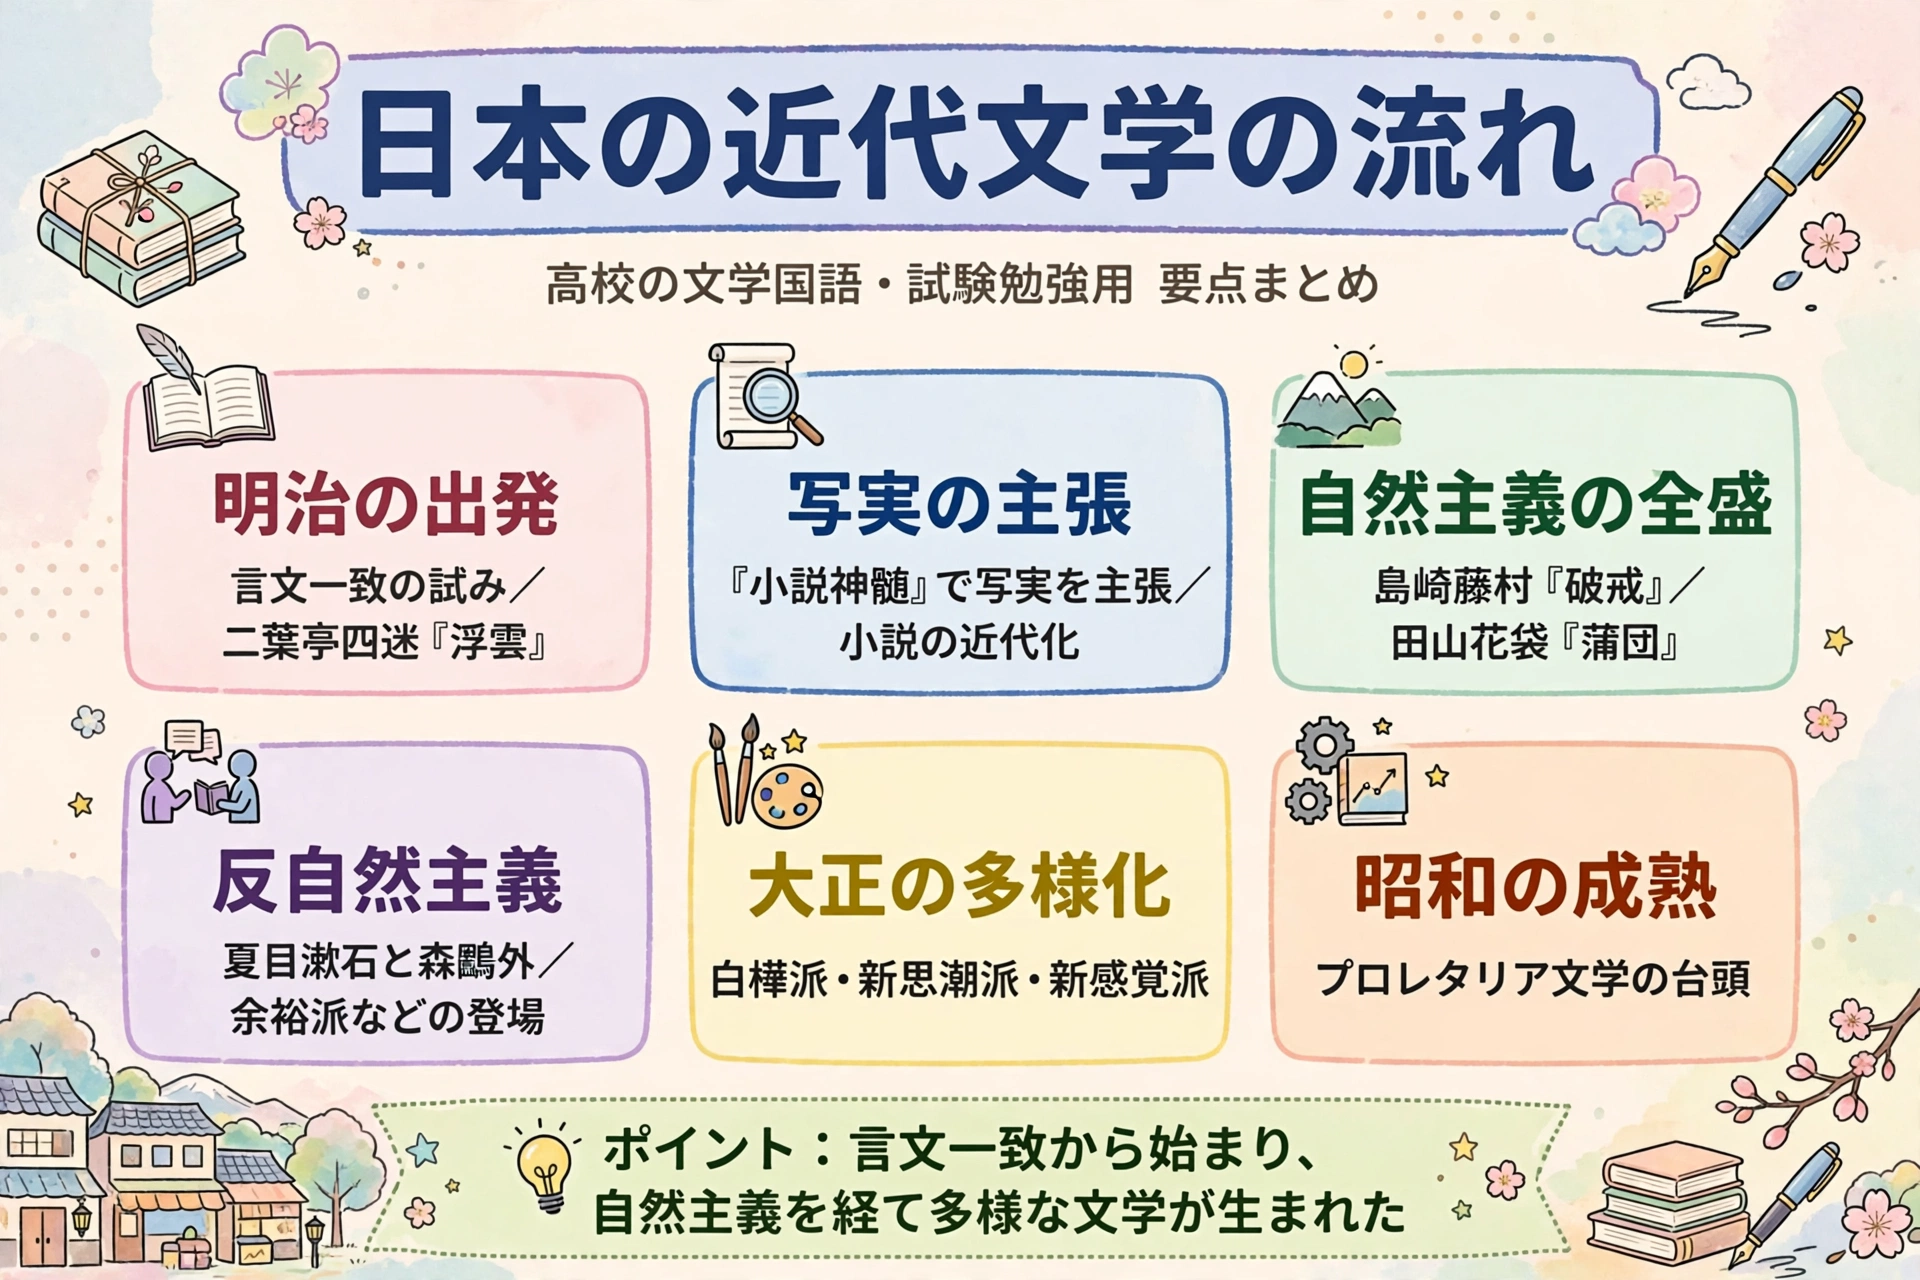 日本の近代文学の流れ
高校の文学国語・試験勉強用 要点まとめ
明治の出発
言文一致の試み／
二葉亭四迷『浮雲』
写実の主張
『小説神髄』で写実を主張／
小説の近代化
自然主義の全盛
島崎藤村『破戒』／
田山花袋『蒲団』
反自然主義
夏目漱石と森鷗外／
余裕派などの登場
大正の多様化
白樺派・新思潮派・新感覚派
昭和の成熟
プロレタリア文学の台頭
ポイント：言文一致から始まり、
自然主義を経て多様な文学が生まれた